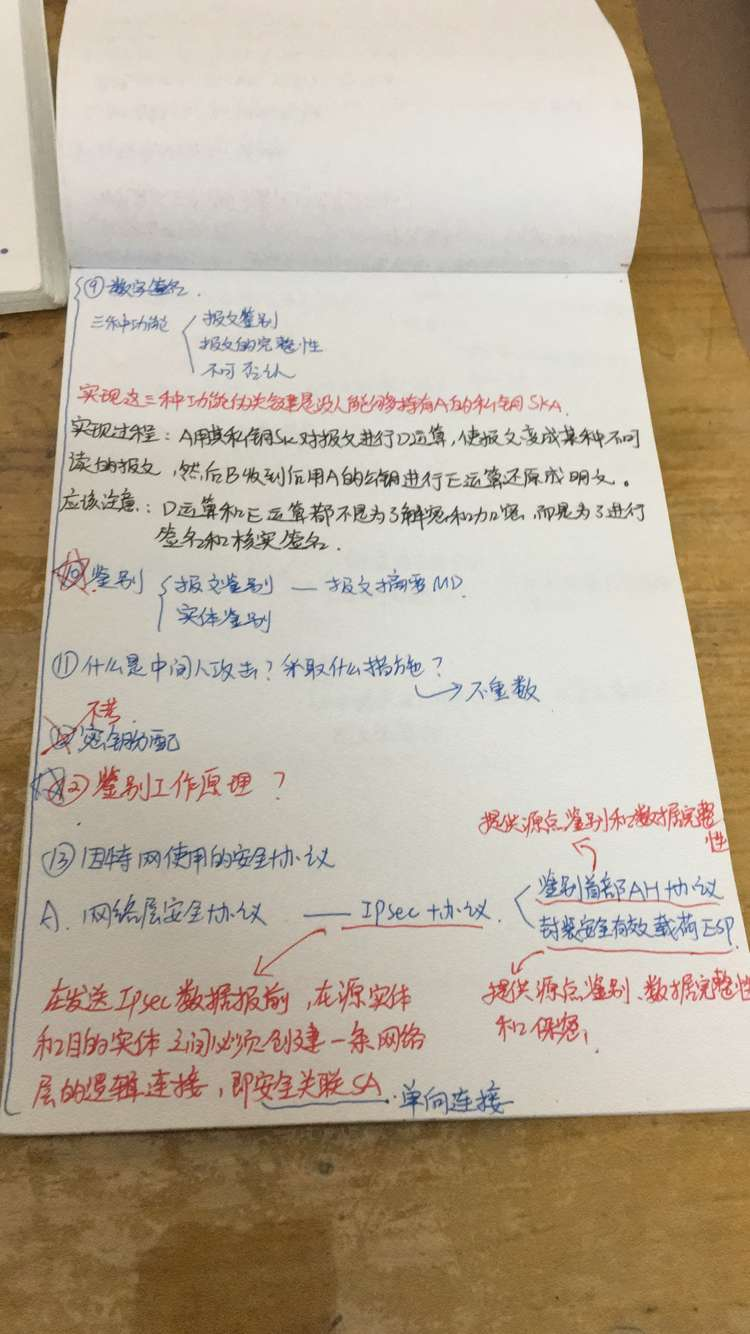 ⑨数字签名.
三种功能 报文鉴别
报文的完整性
不可否认
实现这三种功能的关键是没人能够持有A的私钥SKA.
实现过程：A用其私钥SK对报文进行D运算,使报文变成某种不可
读的报文，然后B收到后用A的公钥进行E运算还原成明文。
应该注意：D运算和E运算都不是为了解密和加密,而是为了进行
签名和核实签名.
⑩鉴别 报文鉴别 — 报文摘要MD.
实体鉴别
⑪什么是中间人攻击？采取什么措施？
不重数
不考
密钥分配
⑫鉴别工作原理？
提供源点鉴别和数据完整性
⑬因特网使用的安全协议
鉴别首部AH协议
A. 网络层安全协议 —— IPsec协议.
封装安全有效载荷ESP.
提供源点鉴别、数据完整性
和保密,
在发送IPsec数据报前,在源实体
和目的实体之间必须创建一条网络
层的逻辑连接，即安全关联SA.
单向连接